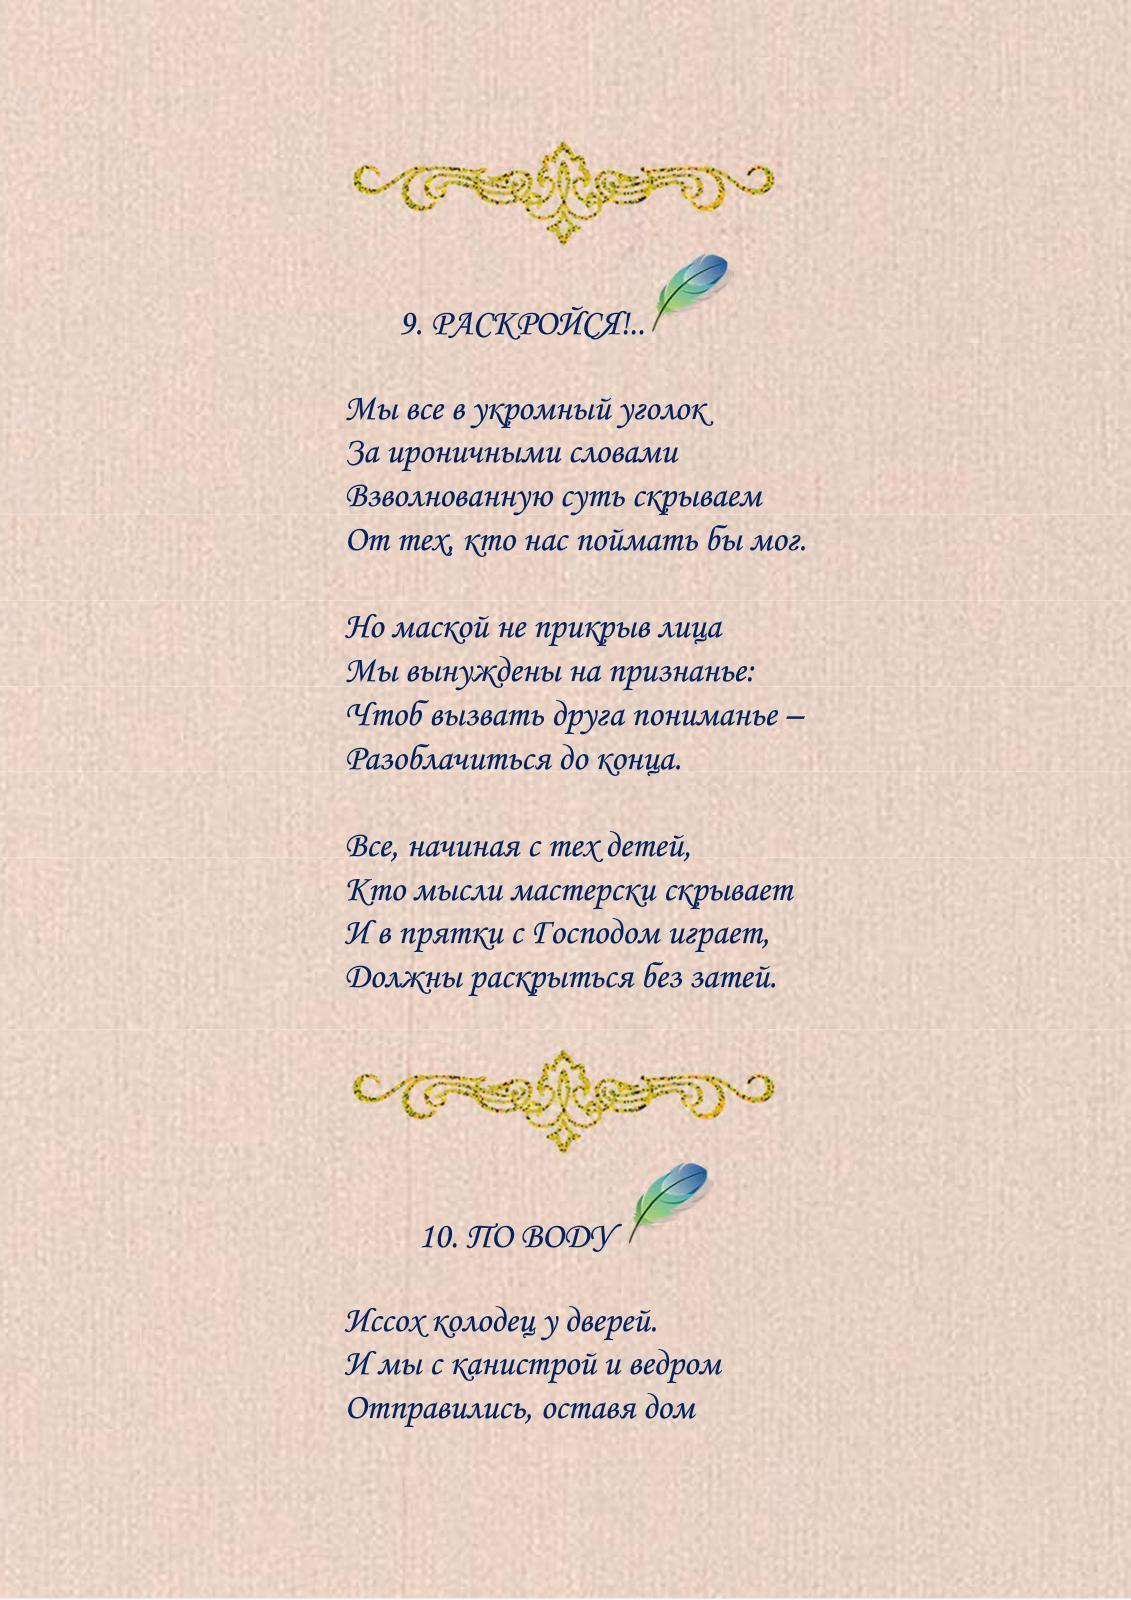 9. РАСКРОЙСЯ!..
Мы все в укромный уголок
За ироничными словами
Взволнованную суть скрываем
От тех, кто нас поймать бы мог.
Но маской не прикрыв лица
Мы вынуждены на признанье:
Чтоб вызвать друга пониманье –
Разоблачиться до конца.
Все, начиная с тех детей,
Кто мысли мастерски скрывает
И в прятки с Господом играет,
Должны раскрыться без затей.
10. ПО ВОДУ
Иссох колодец у дверей.
И мы с канистрой и ведром
Отправились, оставя дом